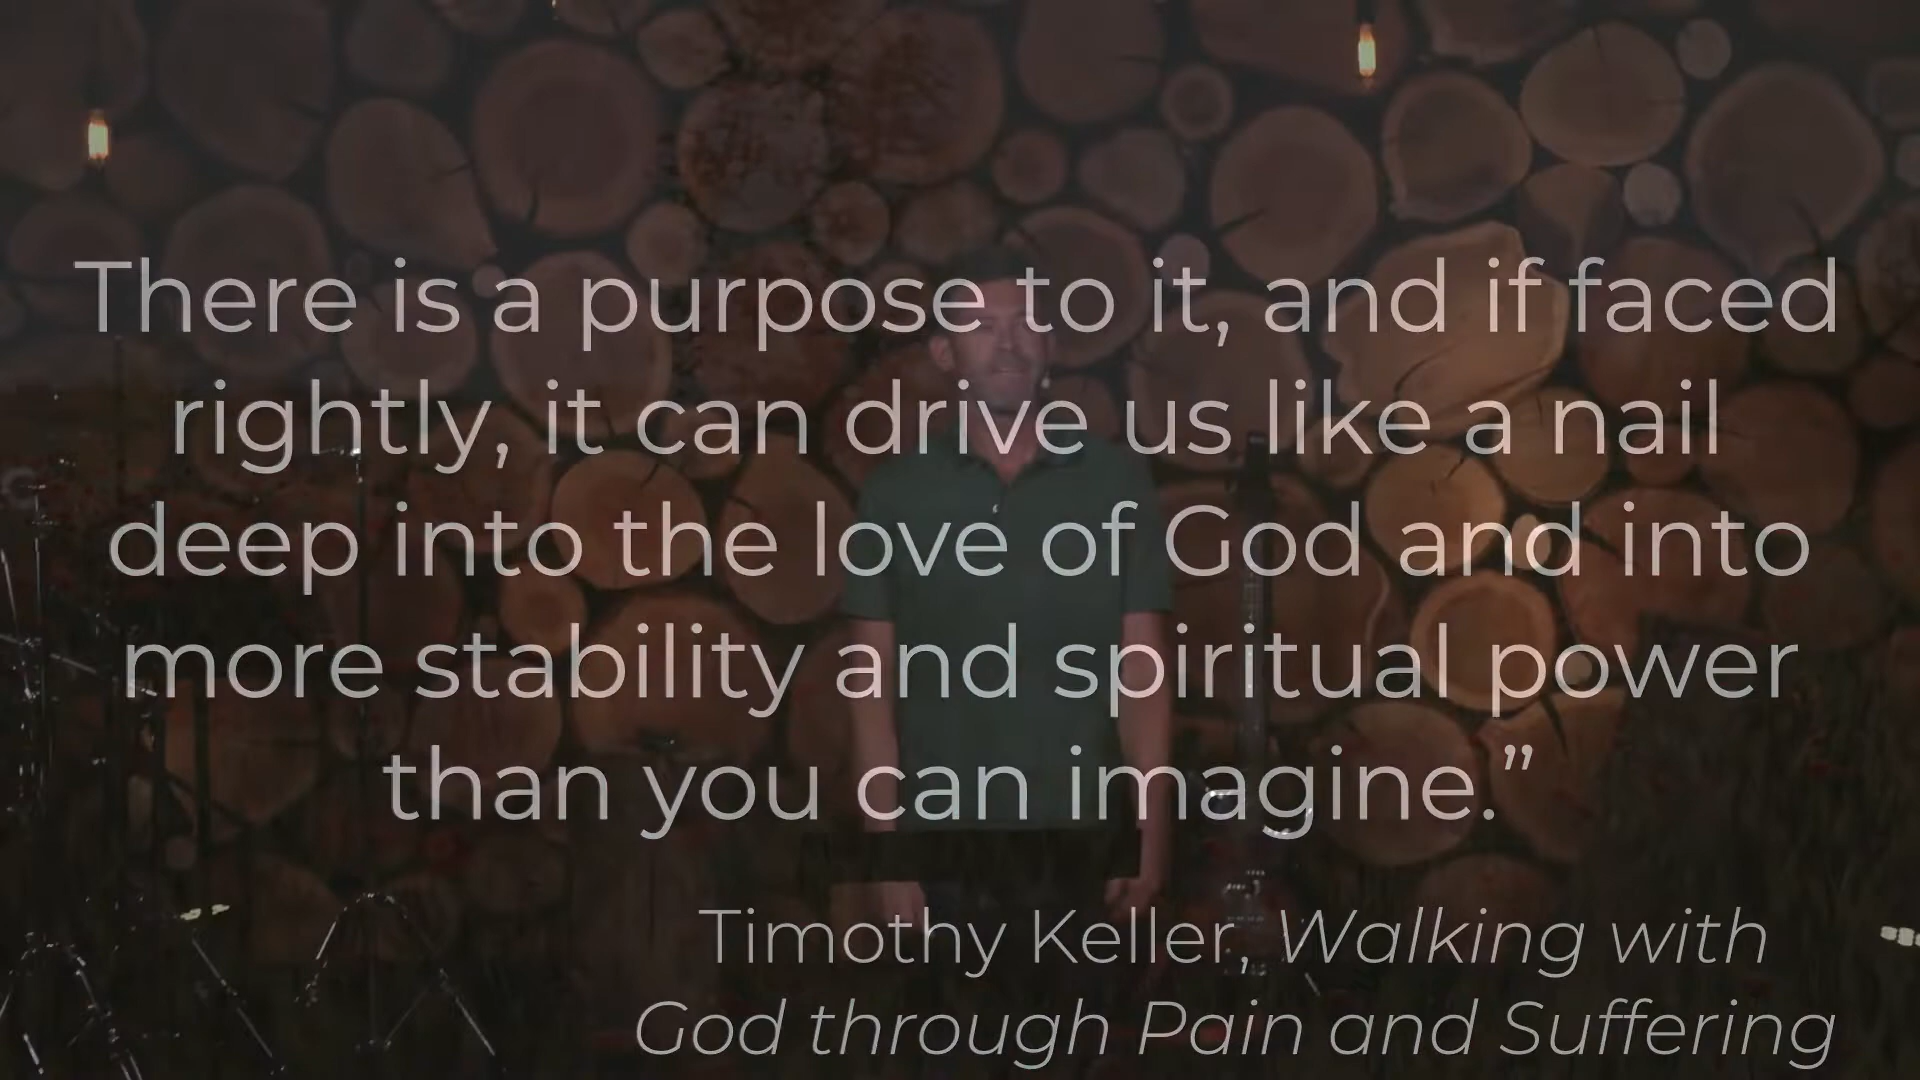 There is a purpose to it, and if faced
rightly, it can drive us like a nail
deep into the love of God and into
more stability and spiritual power
than you can imagine.”
Timothy Keller, Walking with
God through Pain and Suffering